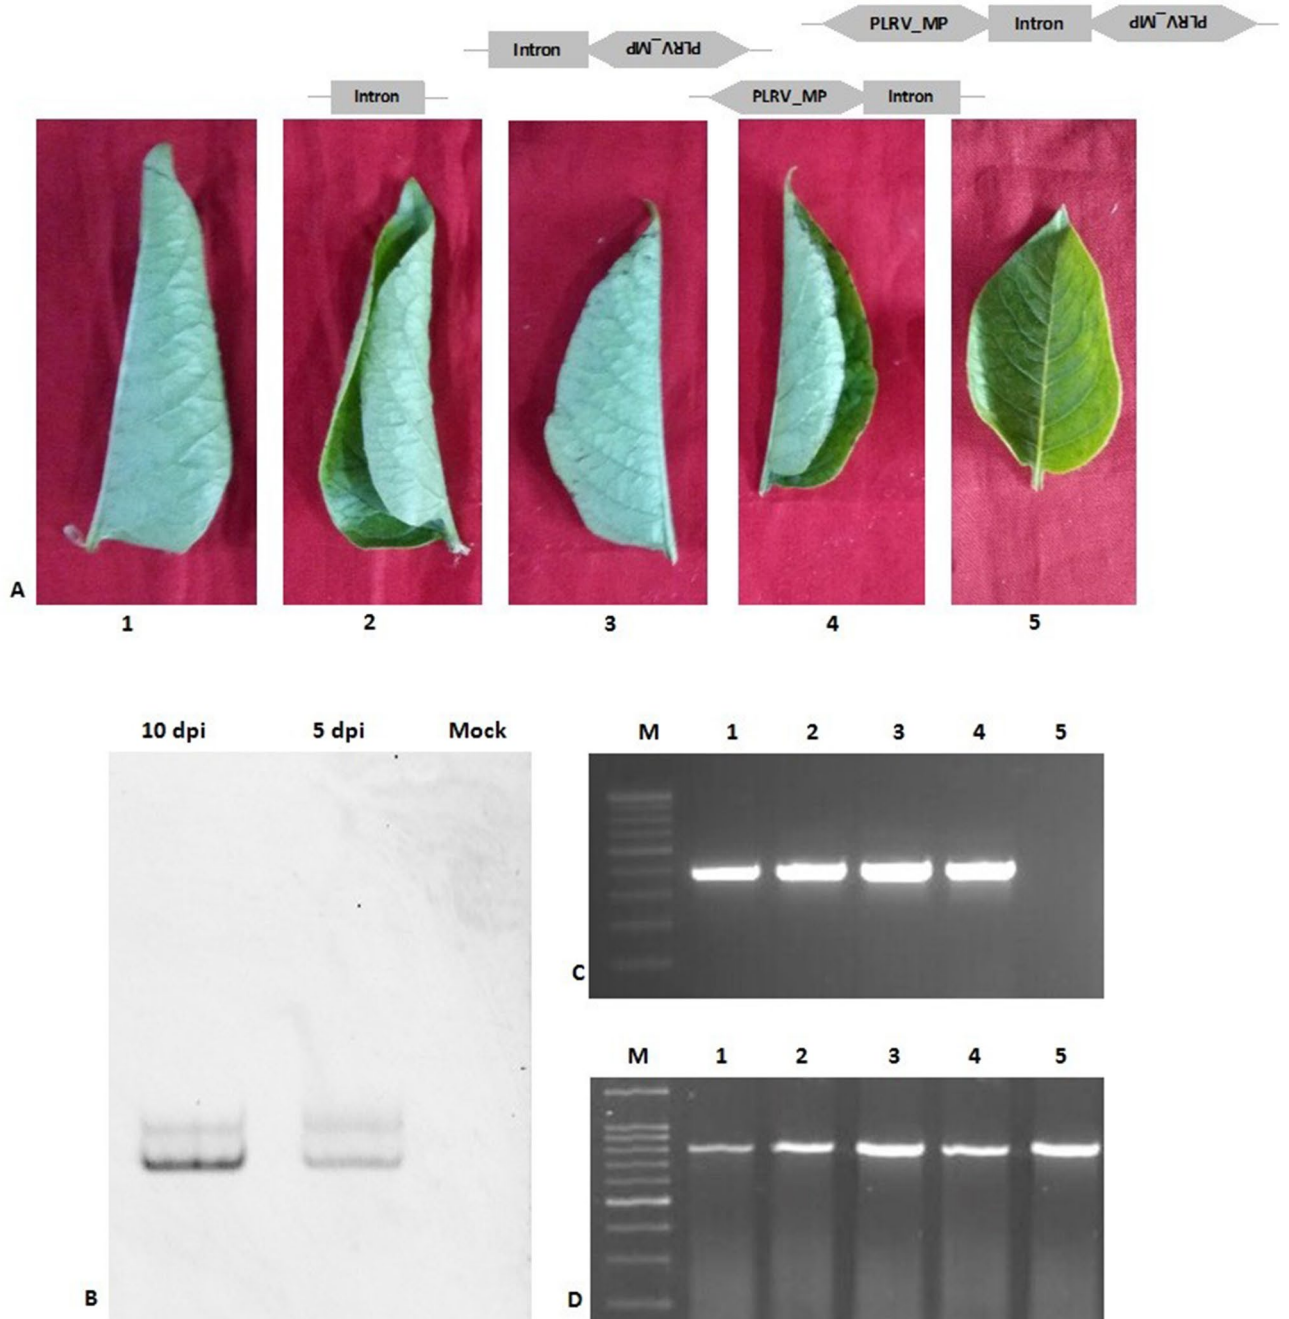 PLRV_MP Intron PLRV_MP
Intron PLRV_MP
Intron
PLRV_MP Intron
A
1 2 3 4 5
10 dpi 5 dpi Mock
B
M 1 2 3 4 5
C
M 1 2 3 4 5
D